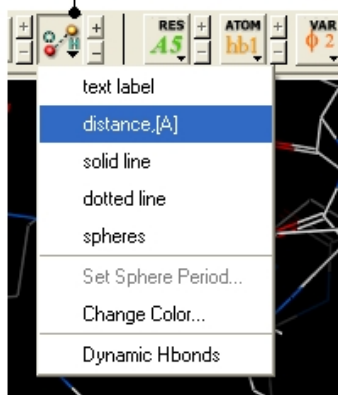 RES ATOM VAR
A5 hb1 ϕ 2
text label
distance,[A]
solid line
dotted line
spheres
Set Sphere Period...
Change Color...
Dynamic Hbonds